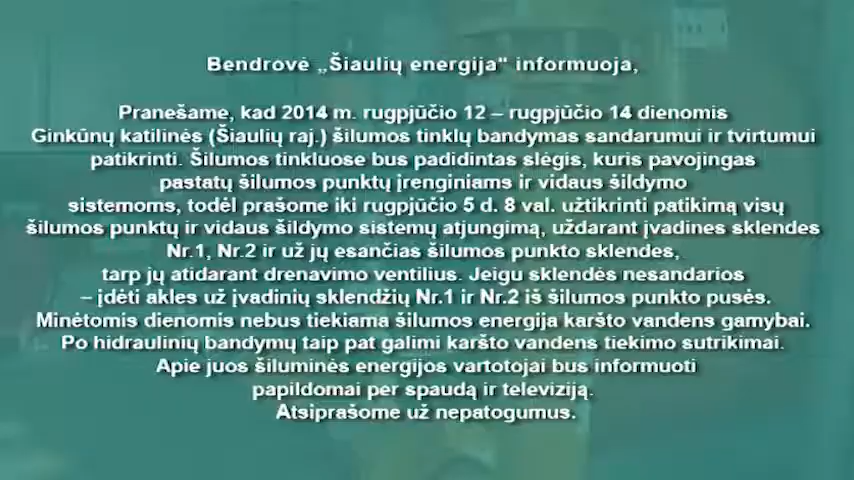 Bendrovė „Šiaulių energija“ informuoja,
Pranešame, kad 2014 m. rugpjūčio 12 – rugpjūčio 14 dienomis
Ginkūnų katilinės (Šiaulių raj.) šilumos tinklų bandymas sandarumui ir tvirtumui
patikrinti. Šilumos tinkluose bus padidintas slėgis, kuris pavojingas
pastatų šilumos punktų įrenginiams ir vidaus šildymo
sistemoms, todėl prašome iki rugpjūčio 5 d. 8 val. užtikrinti patikimą visų
šilumos punktų ir vidaus šildymo sistemų atjungimą, uždarant įvadines sklendes
Nr.1, Nr.2 ir už jų esančias šilumos punkto sklendes,
tarp jų atidarant drenavimo ventilius. Jeigu sklendės nesandarios
– įdėti akles už įvadinių sklendžių Nr.1 ir Nr.2 iš šilumos punkto pusės.
Minėtomis dienomis nebus tiekiama šilumos energija karšto vandens gamybai.
Po hidraulinių bandymų taip pat galimi karšto vandens tiekimo sutrikimai.
Apie juos šiluminės energijos vartotojai bus informuoti
papildomai per spaudą ir televiziją.
Atsiprašome už nepatogumus.